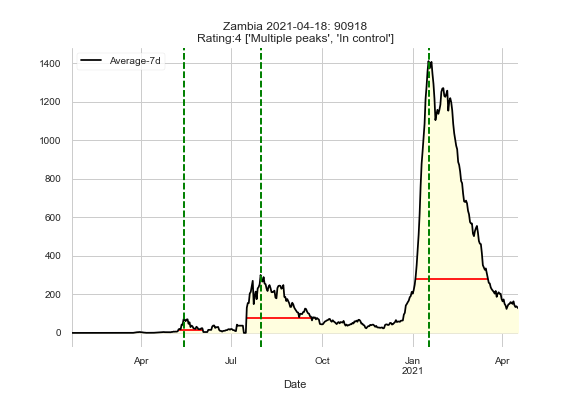 Zambia 2021-04-18: 90918
Rating:4 ['Multiple peaks', 'In control']
Average-7d
1400
1200
1000
800
600
400
200
0
Apr
Jul
Oct
Jan
2021
Apr
Date